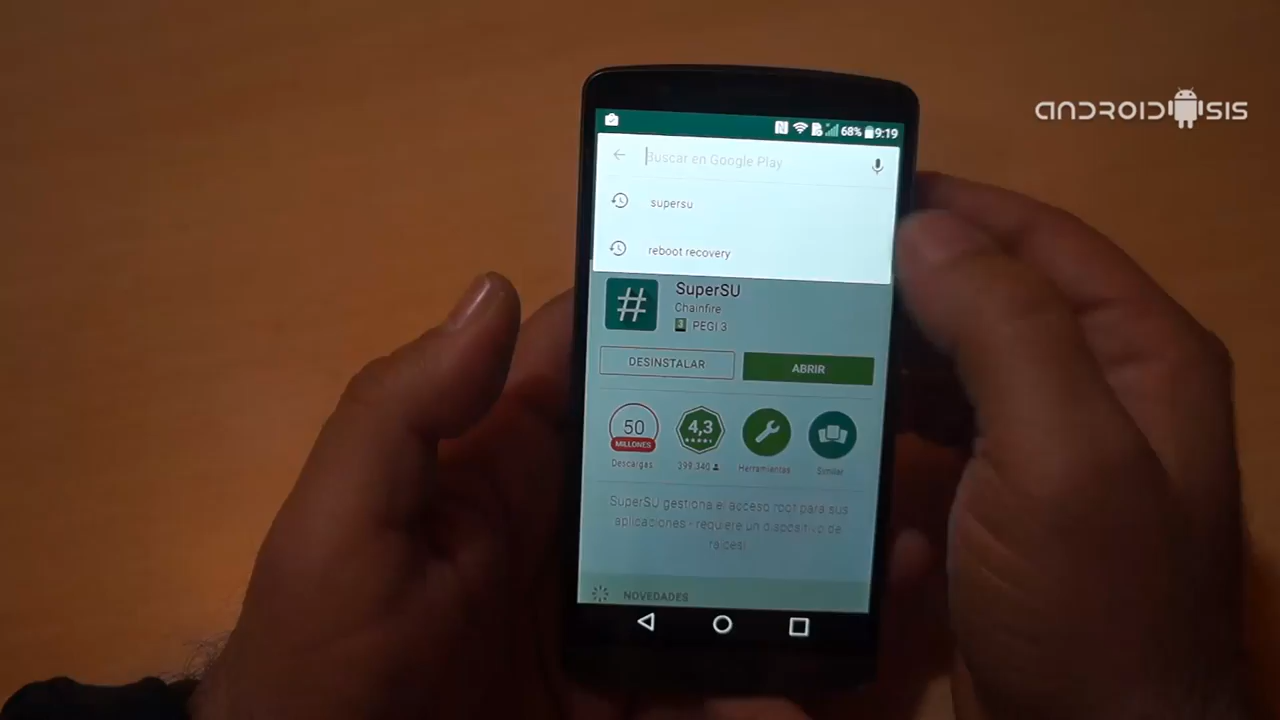 ANDROIDSIS
68% 9:19
Buscar en Google Play
supersu
reboot recovery
SuperSU
Chainfire
3 PEGI 3
DESINSTALAR
ABRIR
50
MILLONES
4,3
Descargas
399.340
Herramientas
Similar
SuperSU gestiona el acceso root para sus
aplicaciones - requiere un dispositivo de
raíces!
NOVEDADES